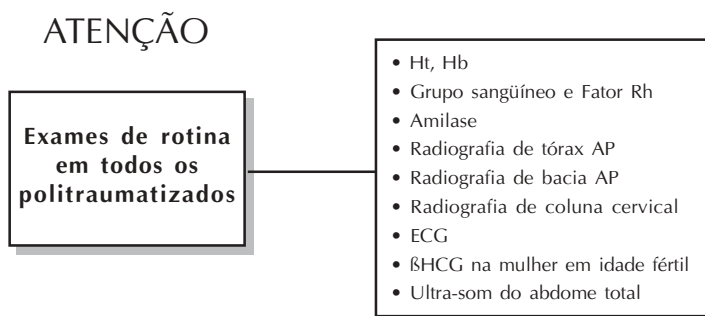 ATENÇÃO
Exames de rotina
em todos os
politraumatizados
• Ht, Hb
• Grupo sangüíneo e Fator Rh
• Amilase
• Radiografia de tórax AP
• Radiografia de bacia AP
• Radiografia de coluna cervical
• ECG
• ßHCG na mulher em idade fértil
• Ultra-som do abdome total